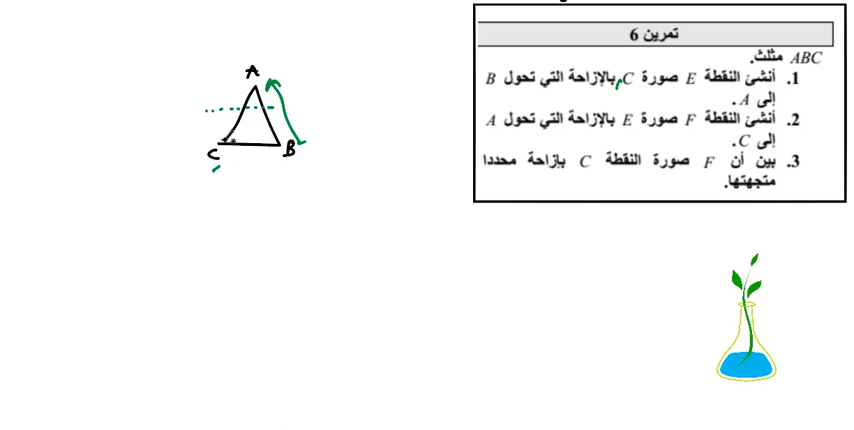 تمرين 6
ABC مثلث.
1. أنشئ النقطة E صورة C بالإزاحة التي تحول B
إلى A.
2. أنشئ النقطة F صورة E بالإزاحة التي تحول A
إلى C.
3. بين أن F صورة النقطة C بإزاحة محددا
متجهتها.
A
C B